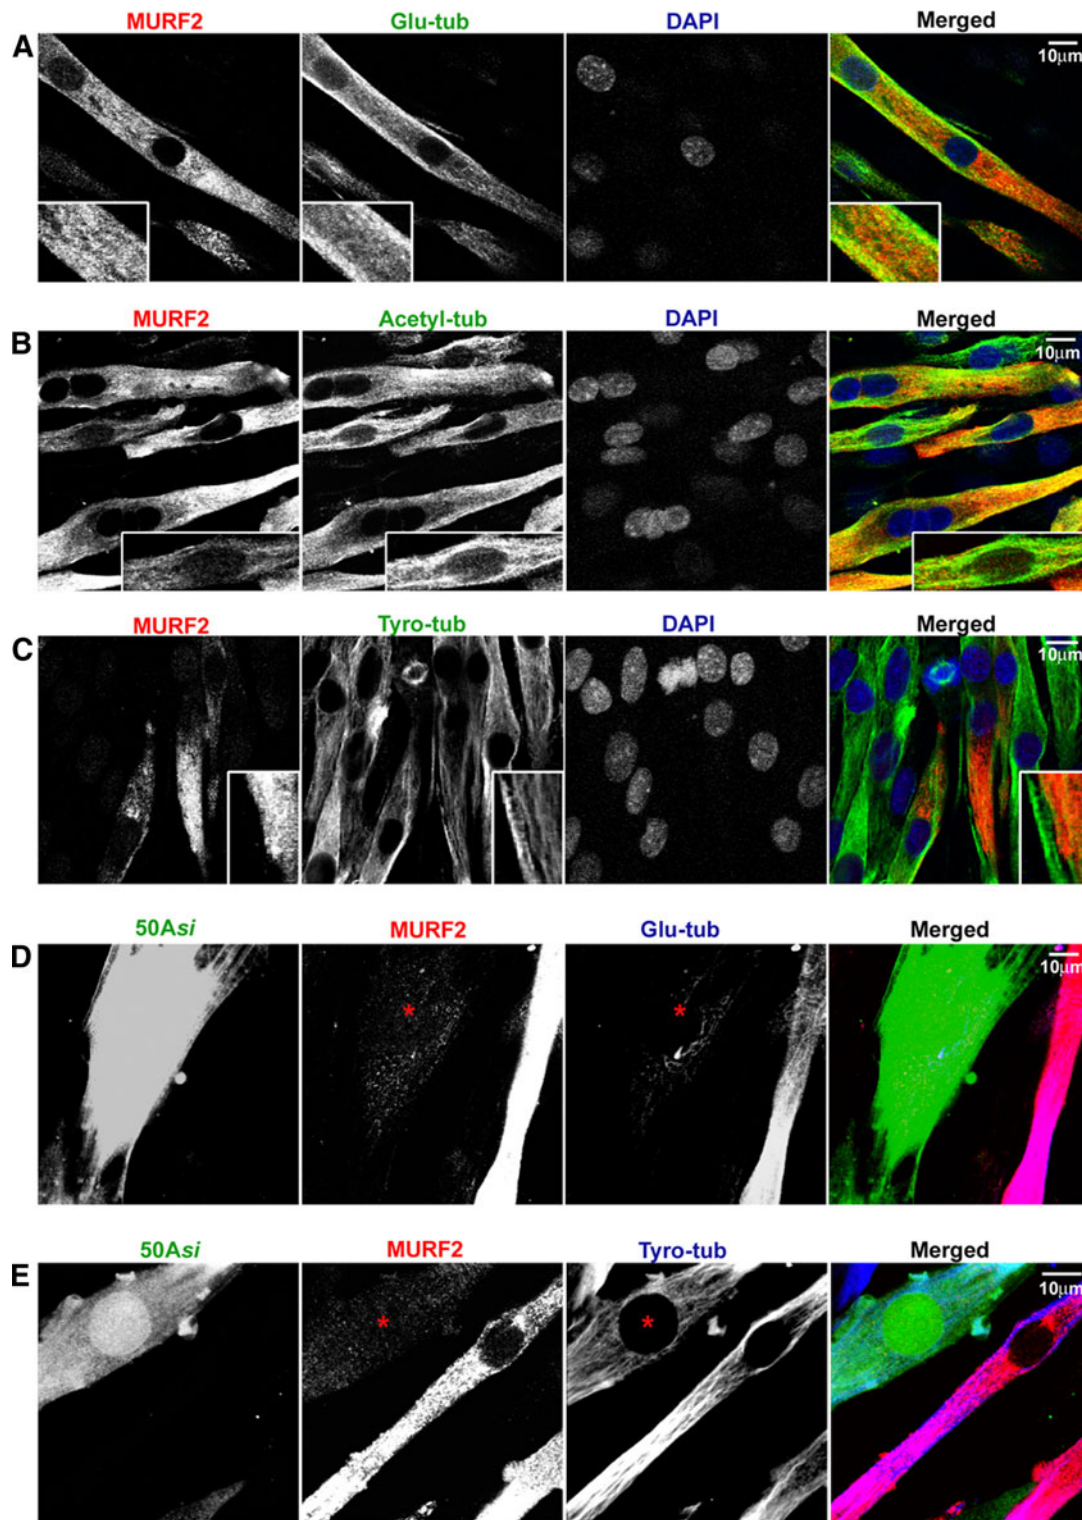 MURF2 Glu-tub DAPI Merged
A 10μm
MURF2 Acetyl-tub DAPI Merged
B 10μm
MURF2 Tyro-tub DAPI Merged
C 10μm
50Asi MURF2 Glu-tub Merged
D * * 10μm
50Asi MURF2 Tyro-tub Merged
E * * 10μm